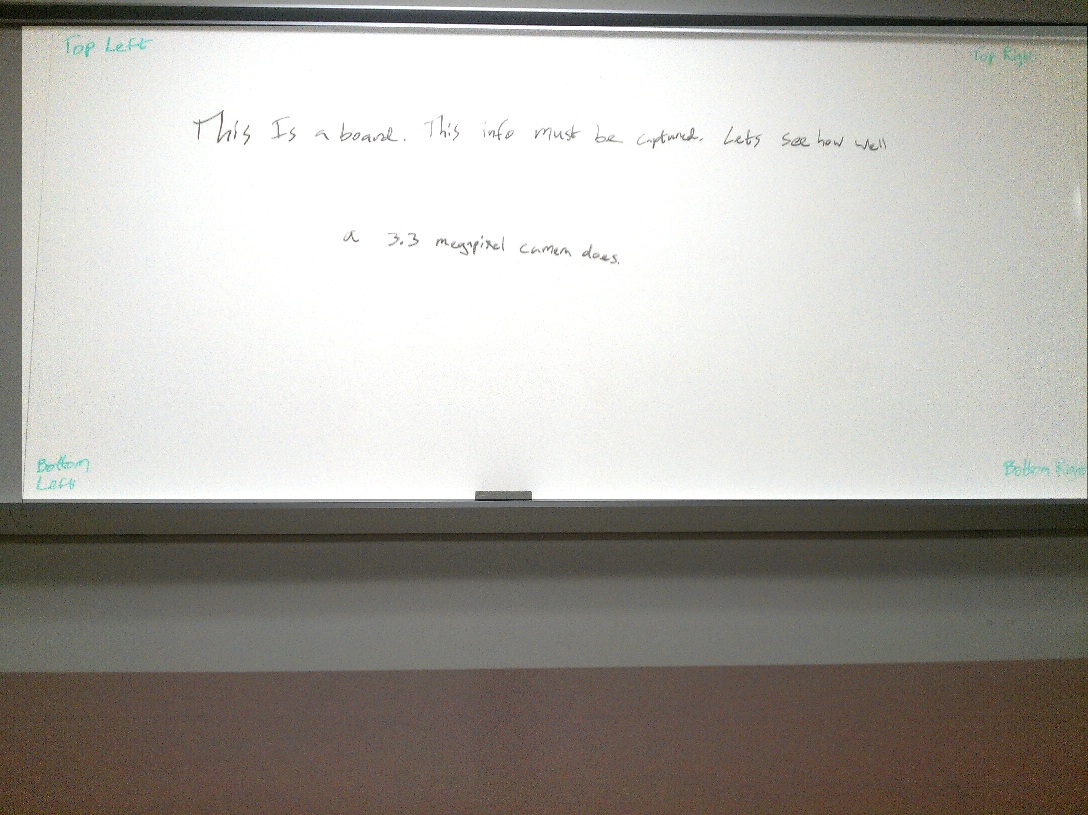 Top Left
Top Right
This Is a board. This info must be captured. Lets see how well
a 3.3 megapixel camera does.
Bottom
Left
Bottom Right